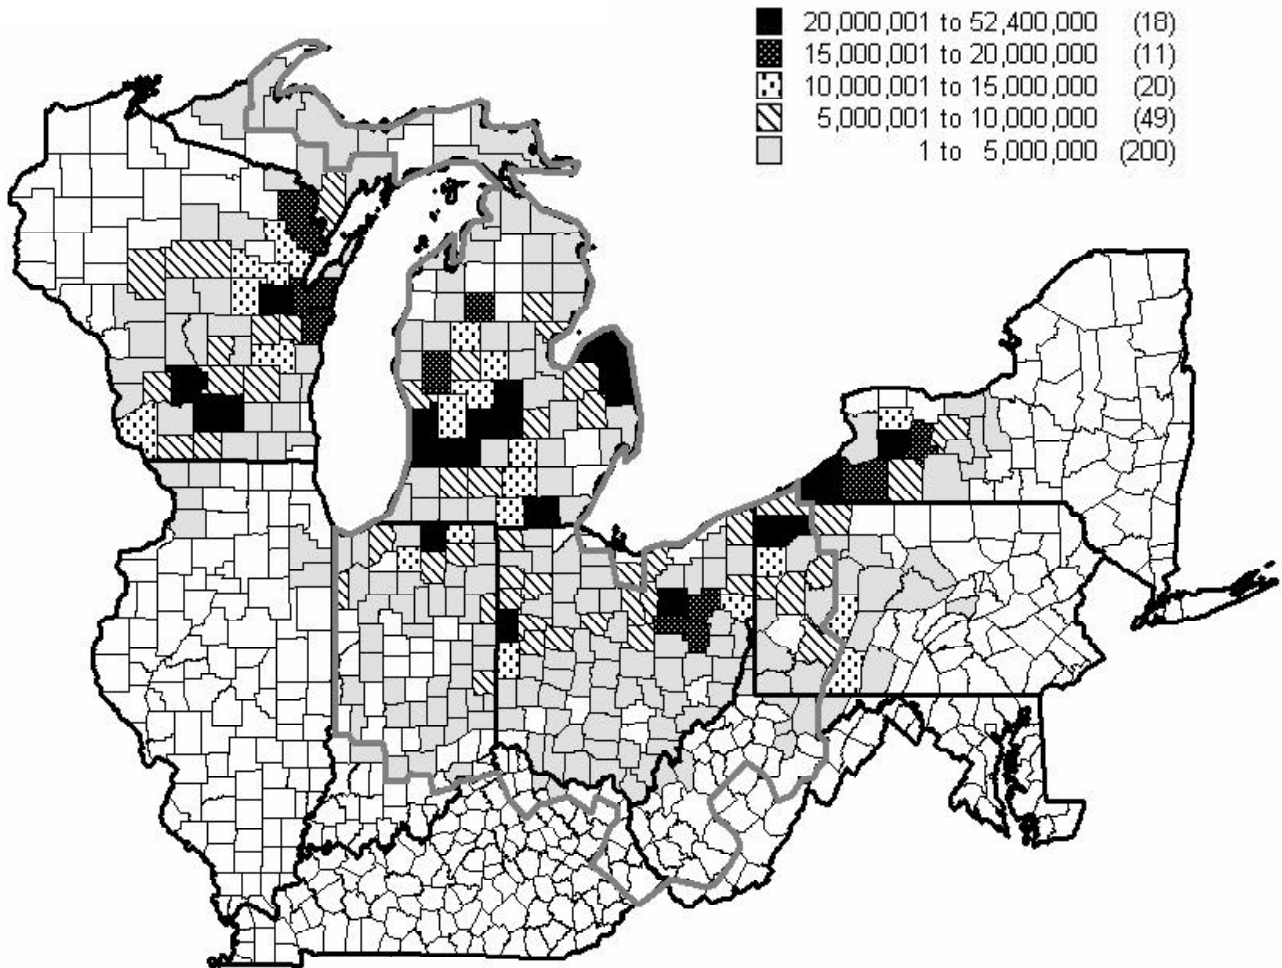 20,000,001 to 52,400,000 (18)
15,000,001 to 20,000,000 (11)
10,000,001 to 15,000,000 (20)
5,000,001 to 10,000,000 (49)
1 to 5,000,000 (200)